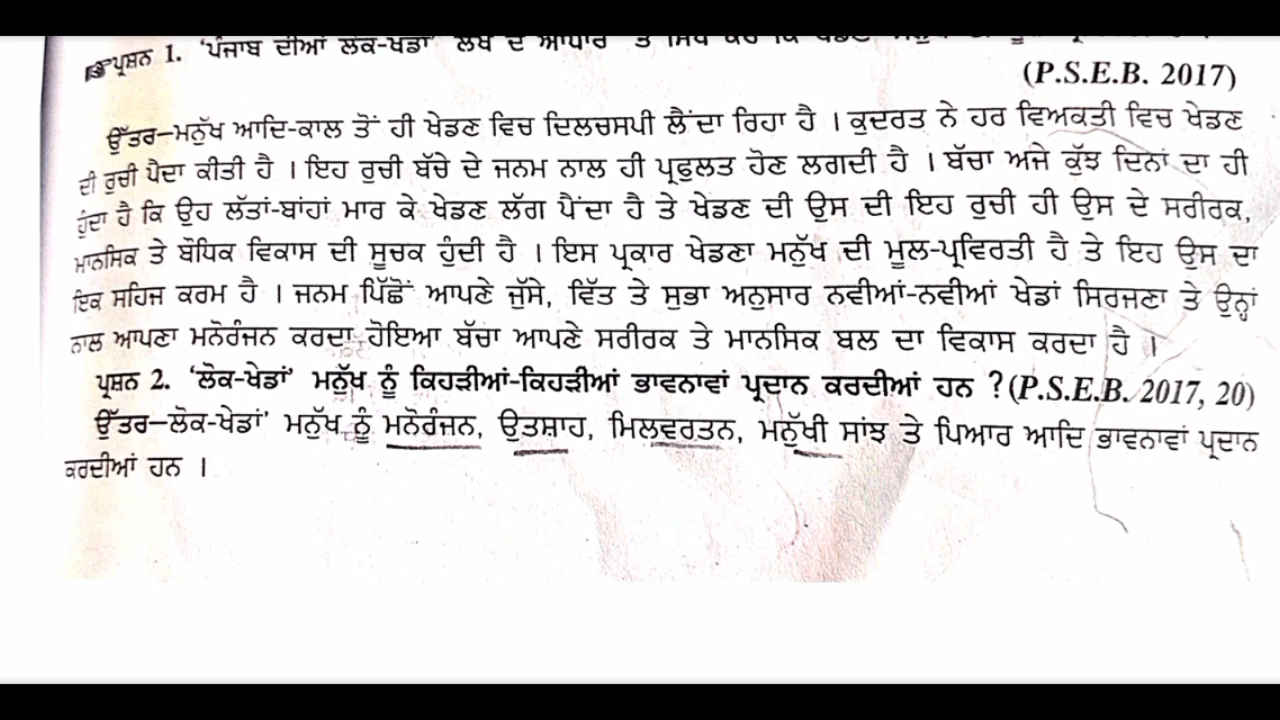 ਪ੍ਰਸ਼ਨ 1. 'ਪੰਜਾਬ ਦੀਆਂ ਲੋਕ-ਖੇਡਾਂ' ਲੇਖ ਦੇ ਆਧਾਰ 'ਤੇ
(P.S.E.B. 2017)
ਉੱਤਰ—ਮਨੁੱਖ ਆਦਿ-ਕਾਲ ਤੋਂ ਹੀ ਖੇਡਣ ਵਿਚ ਦਿਲਚਸਪੀ ਲੈਂਦਾ ਰਿਹਾ ਹੈ । ਕੁਦਰਤ ਨੇ ਹਰ ਵਿਅਕਤੀ ਵਿਚ ਖੇਡਣ
ਦੀ ਰੁਚੀ ਪੈਦਾ ਕੀਤੀ ਹੈ । ਇਹ ਰੁਚੀ ਬੱਚੇ ਦੇ ਜਨਮ ਨਾਲ ਹੀ ਪ੍ਰਫੁਲਤ ਹੋਣ ਲਗਦੀ ਹੈ । ਬੱਚਾ ਅਜੇ ਕੁੱਝ ਦਿਨਾਂ ਦਾ ਹੀ
ਹੁੰਦਾ ਹੈ ਕਿ ਉਹ ਲੱਤਾਂ-ਬਾਂਹਾਂ ਮਾਰ ਕੇ ਖੇਡਣ ਲੱਗ ਪੈਂਦਾ ਹੈ ਤੇ ਖੇਡਣ ਦੀ ਉਸ ਦੀ ਇਹ ਰੁਚੀ ਹੀ ਉਸ ਦੇ ਸਰੀਰਕ,
ਮਾਨਸਿਕ ਤੇ ਬੌਧਿਕ ਵਿਕਾਸ ਦੀ ਸੂਚਕ ਹੁੰਦੀ ਹੈ । ਇਸ ਪ੍ਰਕਾਰ ਖੇਡਣਾ ਮਨੁੱਖ ਦੀ ਮੂਲ-ਪ੍ਰਵਿਰਤੀ ਹੈ ਤੇ ਇਹ ਉਸ ਦਾ
ਇਕ ਸਹਿਜ ਕਰਮ ਹੈ । ਜਨਮ ਪਿੱਛੋਂ ਆਪਣੇ ਜੁੱਸੇ, ਵਿੱਤ ਤੇ ਸੁਭਾ ਅਨੁਸਾਰ ਨਵੀਆਂ-ਨਵੀਆਂ ਖੇਡਾਂ ਸਿਰਜਣਾ ਤੇ ਉਨ੍ਹਾਂ
ਨਾਲ ਆਪਣਾ ਮਨੋਰੰਜਨ ਕਰਦਾ ਹੋਇਆ ਬੱਚਾ ਆਪਣੇ ਸਰੀਰਕ ਤੇ ਮਾਨਸਿਕ ਬਲ ਦਾ ਵਿਕਾਸ ਕਰਦਾ ਹੈ ।
ਪ੍ਰਸ਼ਨ 2. 'ਲੋਕ-ਖੇਡਾਂ' ਮਨੁੱਖ ਨੂੰ ਕਿਹੜੀਆਂ-ਕਿਹੜੀਆਂ ਭਾਵਨਾਵਾਂ ਪ੍ਰਦਾਨ ਕਰਦੀਆਂ ਹਨ ? (P.S.E.B. 2017, 20)
ਉੱਤਰ—ਲੋਕ-ਖੇਡਾਂ' ਮਨੁੱਖ ਨੂੰ ਮਨੋਰੰਜਨ, ਉਤਸ਼ਾਹ, ਮਿਲਵਰਤਨ, ਮਨੁੱਖੀ ਸਾਂਝ ਤੇ ਪਿਆਰ ਆਦਿ ਭਾਵਨਾਵਾਂ ਪ੍ਰਦਾਨ
ਕਰਦੀਆਂ ਹਨ ।